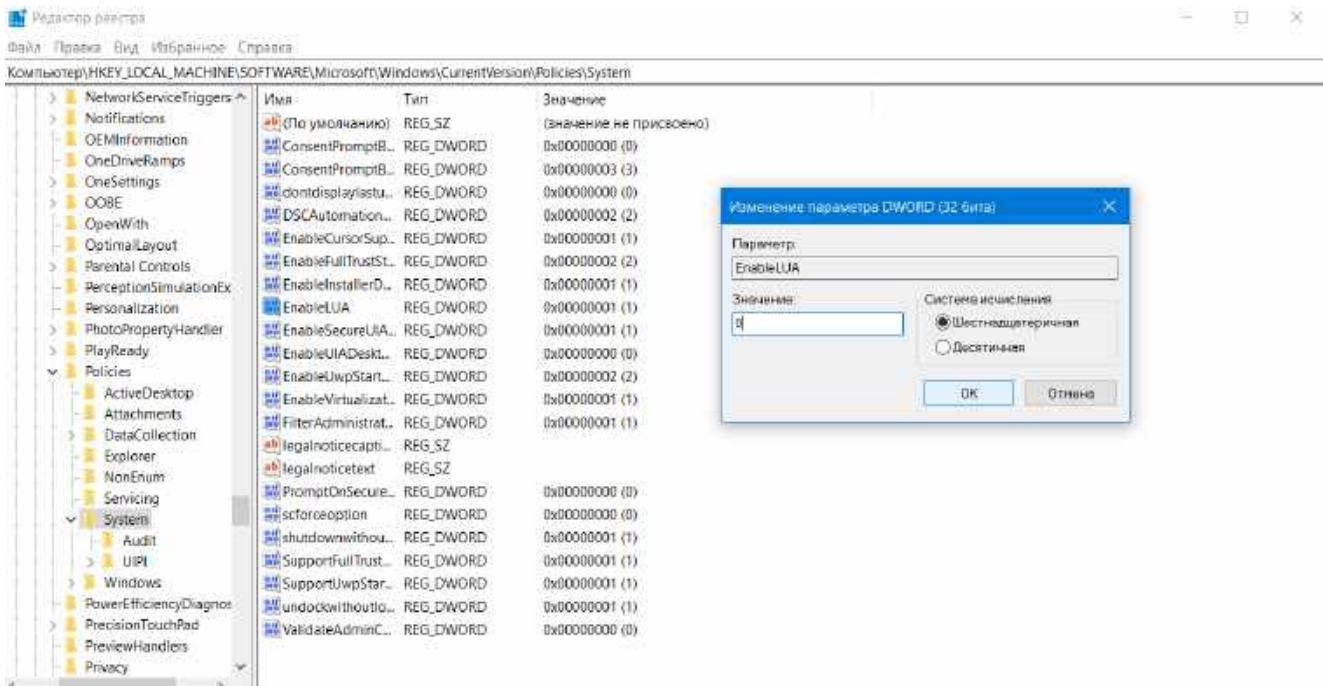 Редактор реестра
Файл Правка Вид Избранное Справка
Компьютер\HKEY_LOCAL_MACHINE\SOFTWARE\Microsoft\Windows\CurrentVersion\Policies\System
NetworkServiceTriggers
Notifications
OEMInformation
OneDriveRamps
OneSettings
OOBE
OpenWith
OptimalLayout
Parental Controls
PerceptionSimulationEx
Personalization
PhotoPropertyHandler
PlayReady
Policies
ActiveDesktop
Attachments
DataCollection
Explorer
NonEnum
Servicing
System
Audit
UIPI
Windows
PowerEfficiencyDiagnos
PrecisionTouchPad
PreviewHandlers
Privacy
Имя Тип Значение
(По умолчанию) REG_SZ (значение не присвоено)
ConsentPromptB... REG_DWORD 0x00000000 (0)
ConsentPromptB... REG_DWORD 0x00000003 (3)
dontdisplaylastu... REG_DWORD 0x00000000 (0)
DSCAutomation... REG_DWORD 0x00000002 (2)
EnableCursorSup... REG_DWORD 0x00000001 (1)
EnableFullTrustSt... REG_DWORD 0x00000002 (2)
EnableInstallerD... REG_DWORD 0x00000001 (1)
EnableLUA REG_DWORD 0x00000001 (1)
EnableSecureUIA... REG_DWORD 0x00000001 (1)
EnableUIADeskt... REG_DWORD 0x00000000 (0)
EnableUwpStart... REG_DWORD 0x00000002 (2)
EnableVirtualizat... REG_DWORD 0x00000001 (1)
FilterAdministrat... REG_DWORD 0x00000001 (1)
legalnoticecapti... REG_SZ
legalnoticetext REG_SZ
PromptOnSecure... REG_DWORD 0x00000000 (0)
scforceoption REG_DWORD 0x00000000 (0)
shutdownwithou... REG_DWORD 0x00000001 (1)
SupportFullTrust... REG_DWORD 0x00000001 (1)
SupportUwpStar... REG_DWORD 0x00000001 (1)
undockwithoutlo... REG_DWORD 0x00000001 (1)
ValidateAdminC... REG_DWORD 0x00000000 (0)
Изменение параметра DWORD (32 бита)
Параметр:
EnableLUA
Значение: Система исчисления
0 Шестнадцатеричная
Десятичная
OK Отмена